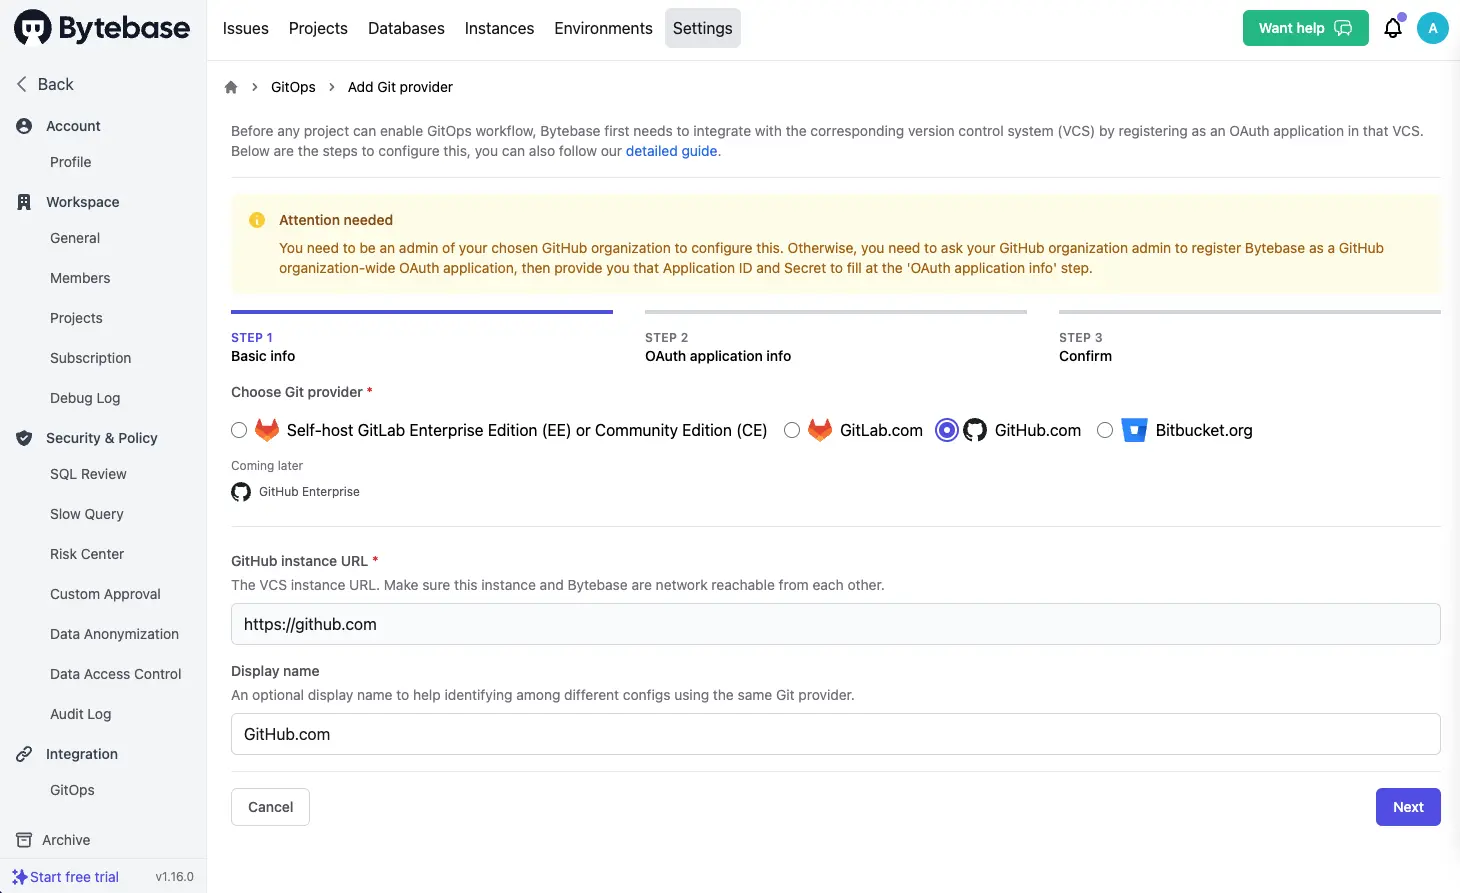 Bytebase
Issues Projects Databases Instances Environments Settings
Want help
A
Back
Account
Profile
Workspace
General
Members
Projects
Subscription
Debug Log
Security & Policy
SQL Review
Slow Query
Risk Center
Custom Approval
Data Anonymization
Data Access Control
Audit Log
Integration
GitOps
Archive
Start free trial v1.16.0
GitOps Add Git provider
Before any project can enable GitOps workflow, Bytebase first needs to integrate with the corresponding version control system (VCS) by registering as an OAuth application in that VCS.
Below are the steps to configure this, you can also follow our detailed guide.
Attention needed
You need to be an admin of your chosen GitHub organization to configure this. Otherwise, you need to ask your GitHub organization admin to register Bytebase as a GitHub
organization-wide OAuth application, then provide you that Application ID and Secret to fill at the 'OAuth application info' step.
STEP 1
Basic info
STEP 2
OAuth application info
STEP 3
Confirm
Choose Git provider *
Self-host GitLab Enterprise Edition (EE) or Community Edition (CE) GitLab.com GitHub.com Bitbucket.org
Coming later
GitHub Enterprise
GitHub instance URL *
The VCS instance URL. Make sure this instance and Bytebase are network reachable from each other.
https://github.com
Display name
An optional display name to help identifying among different configs using the same Git provider.
GitHub.com
Cancel Next